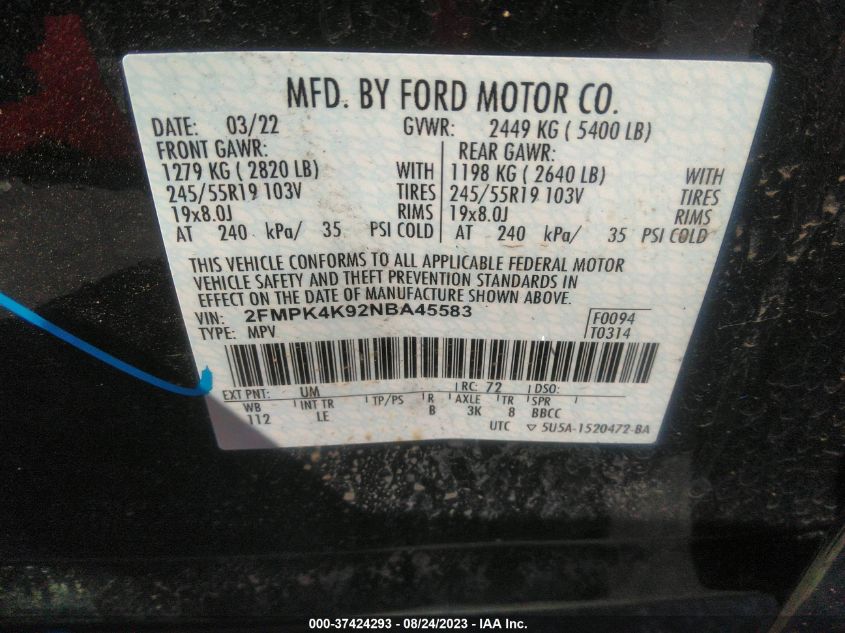 MFD. BY FORD MOTOR CO.
DATE: 03/22 GVWR: 2449 KG ( 5400 LB)
FRONT GAWR: REAR GAWR:
1279 KG ( 2820 LB) WITH 1198 KG ( 2640 LB) WITH
245/55R19 103V TIRES 245/55R19 103V TIRES
19x8.0J RIMS 19x8.0J RIMS
AT 240 kPa/ 35 PSI COLD AT 240 kPa/ 35 PSI COLD
THIS VEHICLE CONFORMS TO ALL APPLICABLE FEDERAL MOTOR
VEHICLE SAFETY AND THEFT PREVENTION STANDARDS IN
EFFECT ON THE DATE OF MANUFACTURE SHOWN ABOVE.
VIN: 2FMPK4K92NBA45583 F0094
TYPE: MPV T0314
EXT PNT: UM RC: 72 DSO:
WB INT TR TP/PS R AXLE TR SPR
112 LE B 3K 8 BBCC
UTC ▽ 5U5A-1520472-BA
000-37424293 - 08/24/2023 - IAA Inc.